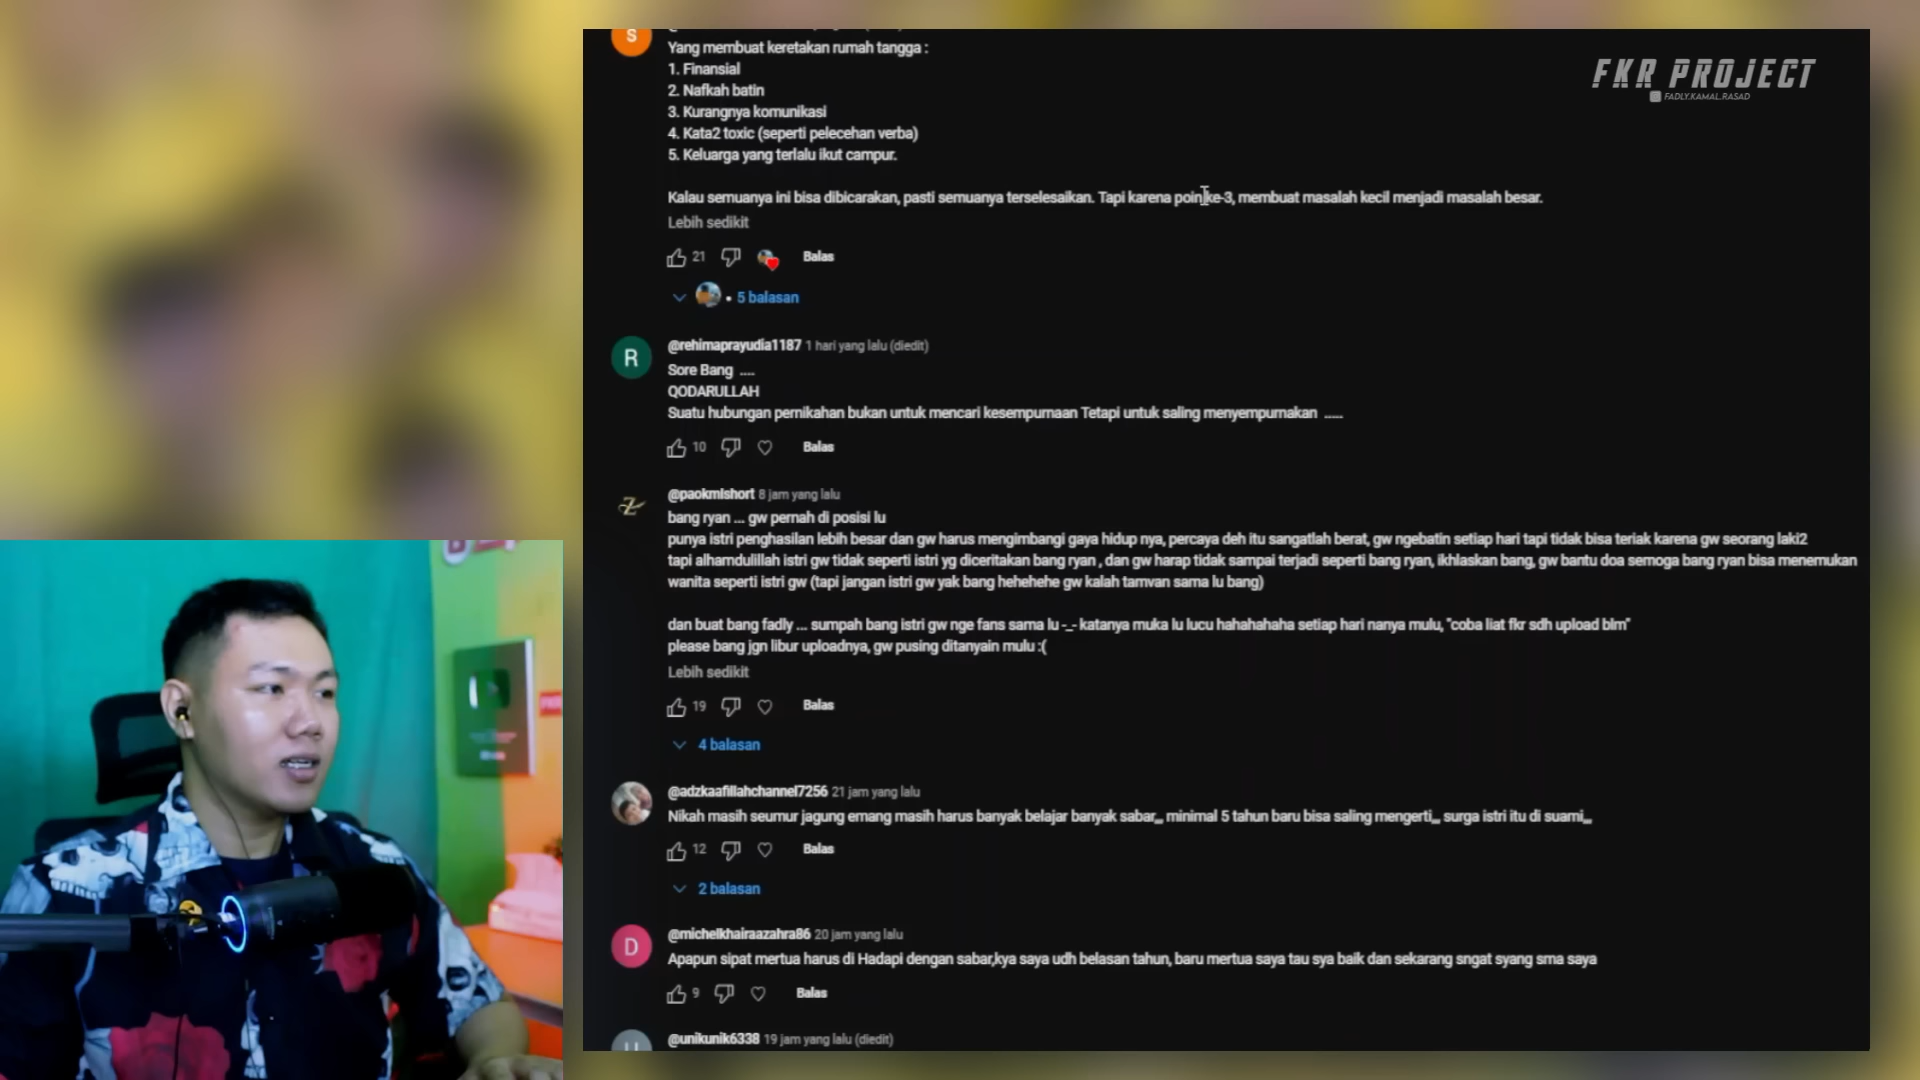 S
Yang membuat keretakan rumah tangga :
1. Finansial
2. Nafkah batin
3. Kurangnya komunikasi
4. Kata2 toxic (seperti pelecehan verba)
5. Keluarga yang terlalu ikut campur.
Kalau semuanya ini bisa dibicarakan, pasti semuanya terselesaikan. Tapi karena poin ke-3, membuat masalah kecil menjadi masalah besar.
Lebih sedikit
21 Balas
• 5 balasan
FKR PROJECT
FADLY.KAMAL.RASAD
R
@rehimaprayudia1187 1 hari yang lalu (diedit)
Sore Bang ....
QODARULLAH
Suatu hubungan pernikahan bukan untuk mencari kesempurnaan Tetapi untuk saling menyempurnakan .....
10 Balas
@paokmishort 8 jam yang lalu
bang ryan ... gw pernah di posisi lu
punya istri penghasilan lebih besar dan gw harus mengimbangi gaya hidup nya, percaya deh itu sangatlah berat, gw ngebatin setiap hari tapi tidak bisa teriak karena gw seorang laki2
tapi alhamdulillah istri gw tidak seperti istri yg diceritakan bang ryan , dan gw harap tidak sampai terjadi seperti bang ryan, ikhlaskan bang, gw bantu doa semoga bang ryan bisa menemukan
wanita seperti istri gw (tapi jangan istri gw yak bang hehehehe gw kalah tamvan sama lu bang)
dan buat bang fadly ... sumpah bang istri gw nge fans sama lu -_- katanya muka lu lucu hahahahaha setiap hari nanya mulu, "coba liat fkr sdh upload blm"
please bang jgn libur uploadnya, gw pusing ditanyain mulu :(
Lebih sedikit
19 Balas
4 balasan
@adzkaafillahchannel7256 21 jam yang lalu
Nikah masih seumur jagung emang masih harus banyak belajar banyak sabar,,, minimal 5 tahun baru bisa saling mengerti,,, surga istri itu di suami,,,
12 Balas
2 balasan
D
@michelkhairaazahra86 20 jam yang lalu
Apapun sipat mertua harus di Hadapi dengan sabar,kya saya udh belasan tahun, baru mertua saya tau sya baik dan sekarang sngat syang sma saya
9 Balas
@unikunik6338 19 jam yang lalu (diedit)